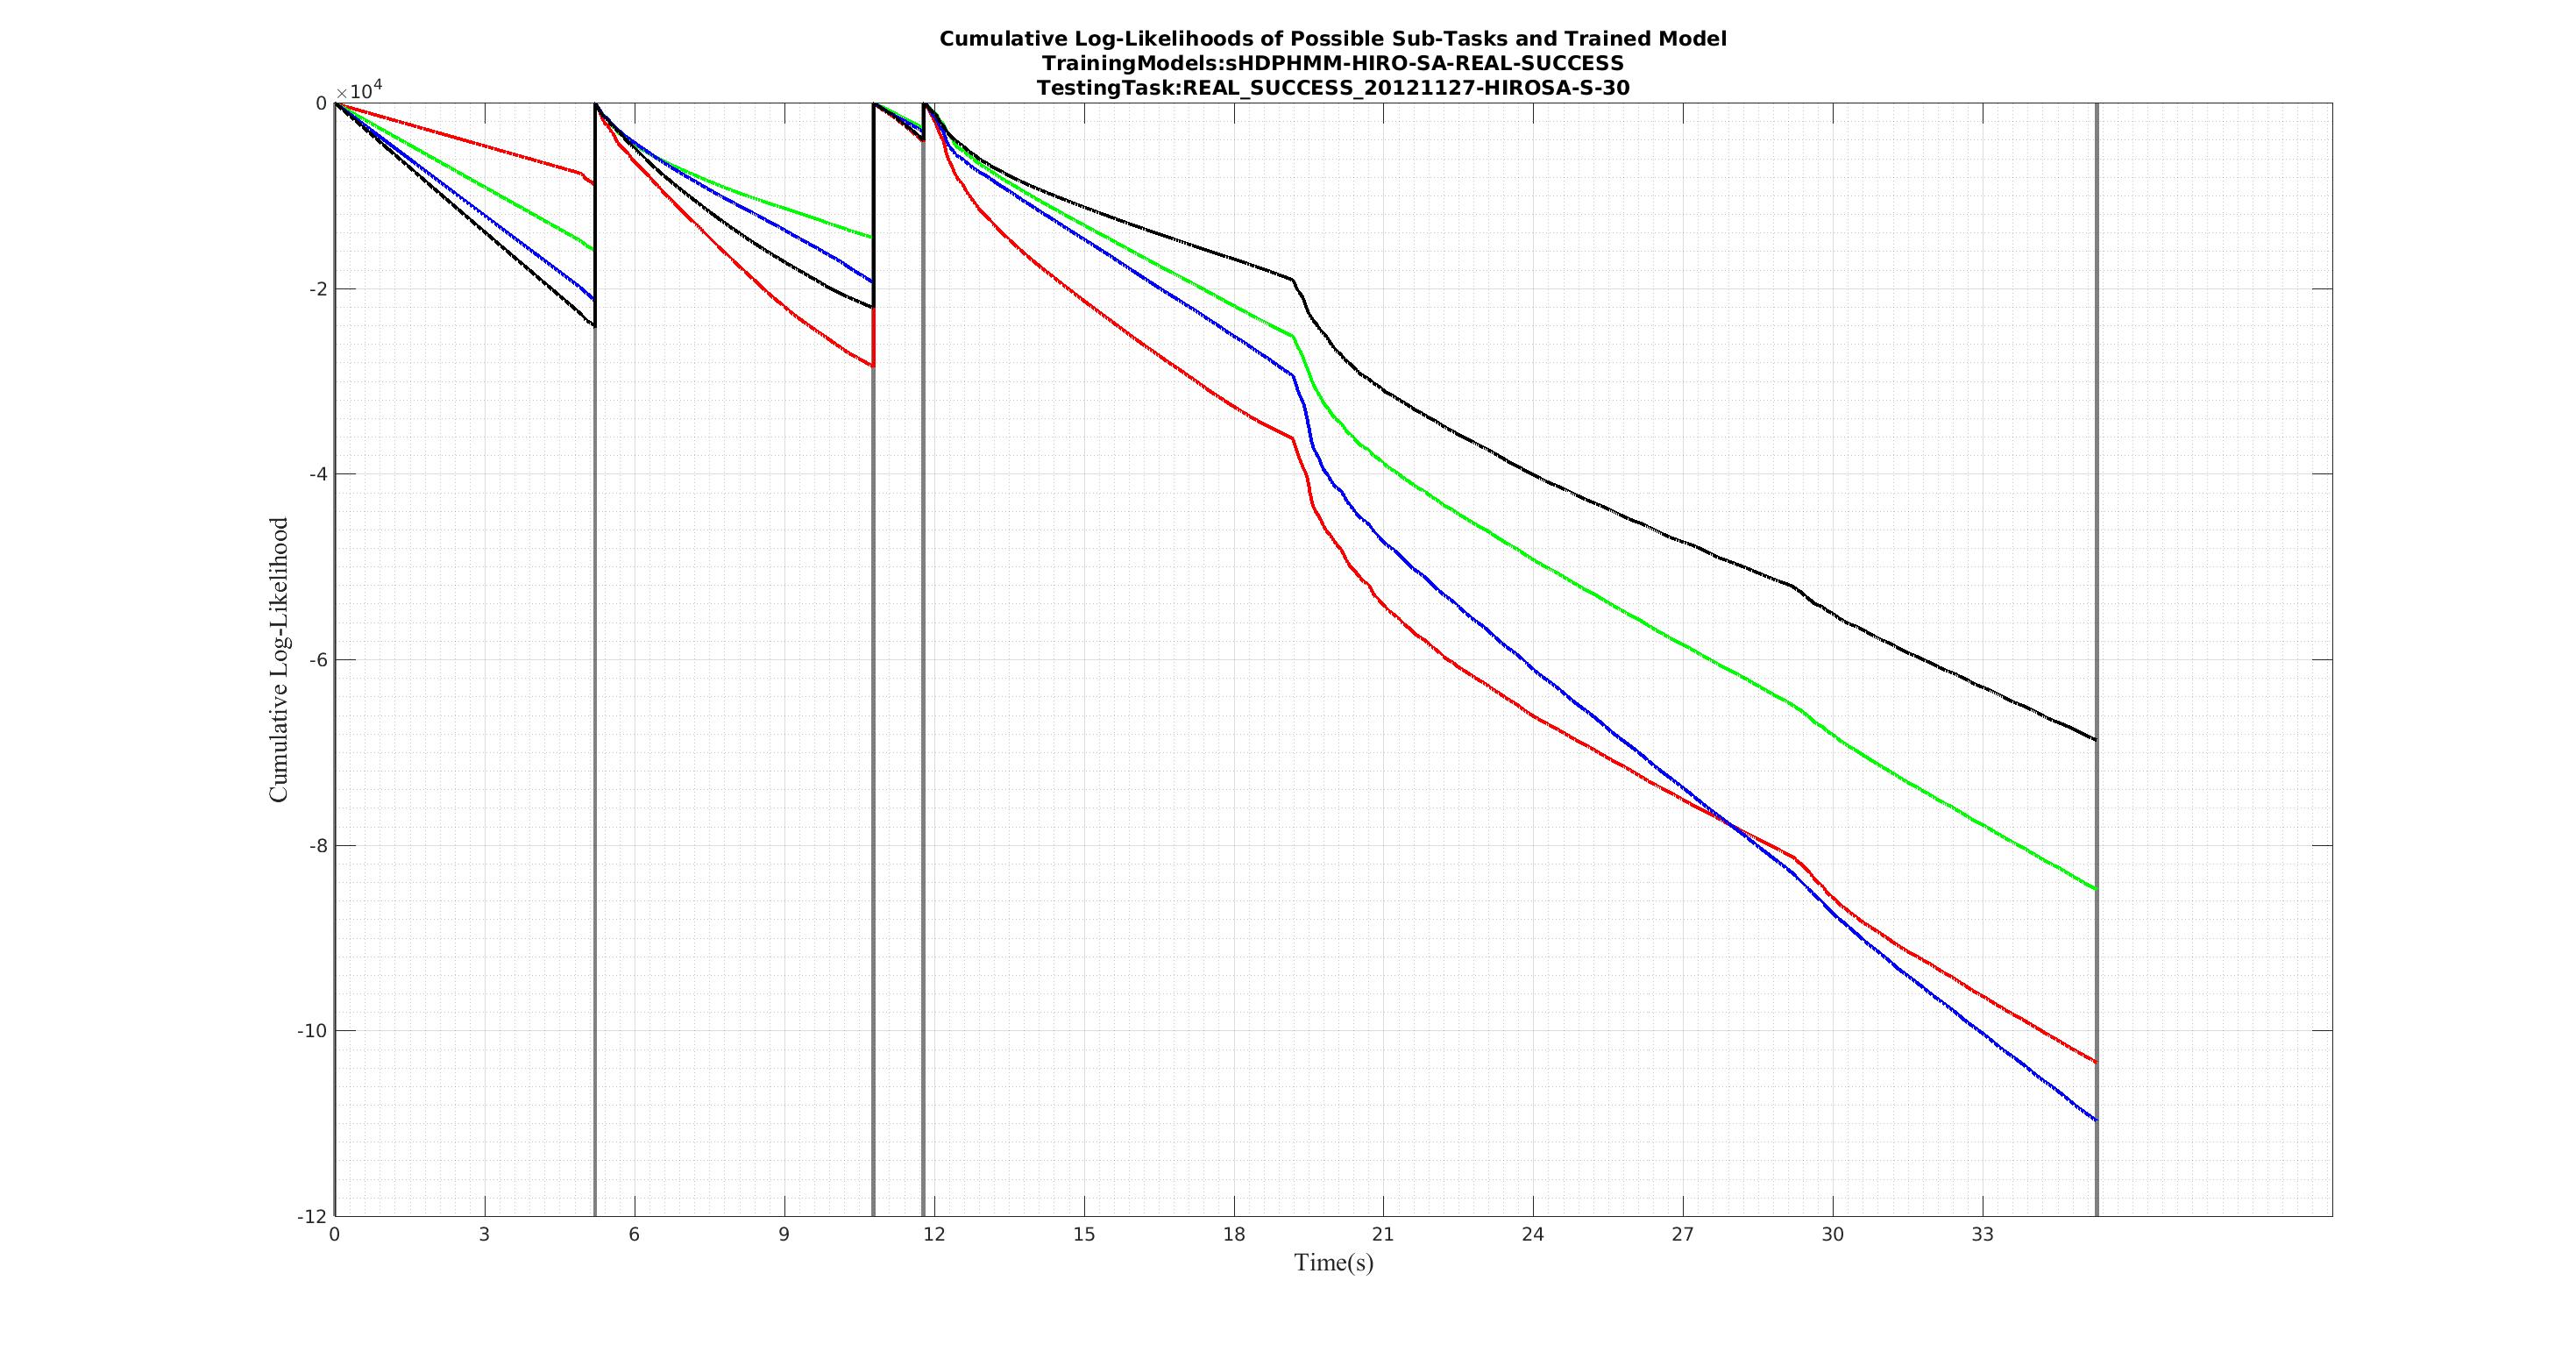 Cumulative Log-Likelihoods of Possible Sub-Tasks and Trained Model
TrainingModels:sHDPHMM-HIRO-SA-REAL-SUCCESS
TestingTask:REAL_SUCCESS_20121127-HIROSA-S-30
×10⁴
0
-2
-4
-6
-8
-10
-12
Cumulative Log-Likelihood
0 3 6 9 12 15 18 21 24 27 30 33
Time(s)